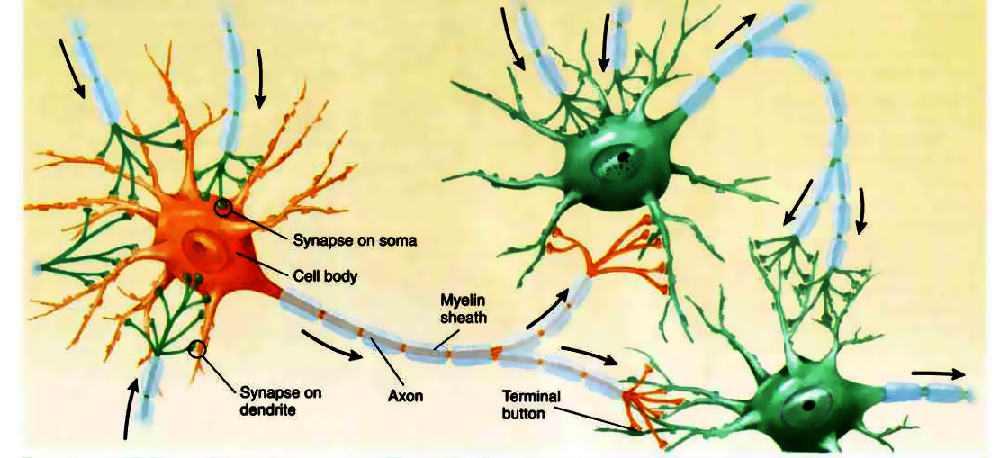 Synapse on soma
Cell body
Myelin
sheath
Synapse on
dendrite
Axon
Terminal
button